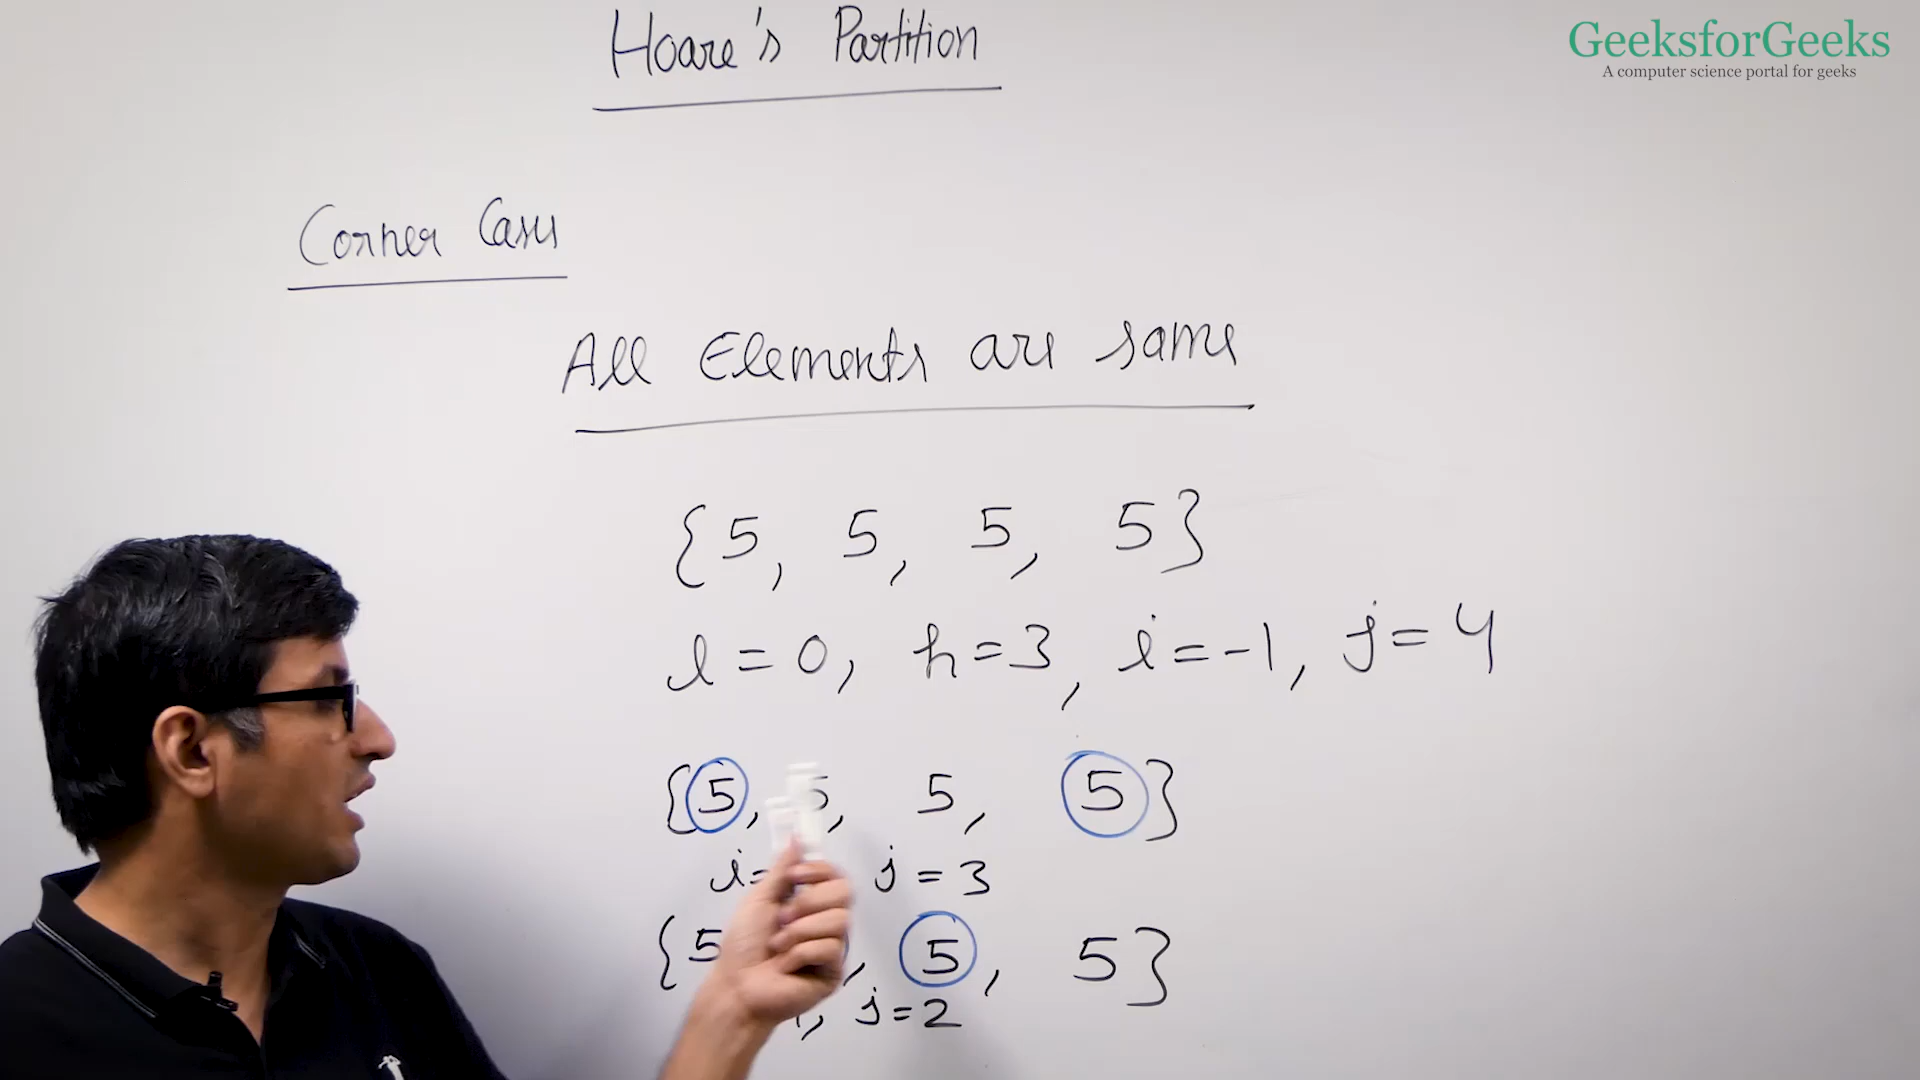 Hoare's Partition
GeeksforGeeks
A computer science portal for geeks
Corner Cases
All Elements are same
{5, 5, 5, 5}
l = 0, h = 3, i = -1, j = 4
{5, 5, 5, 5}
i = j = 3
{5 , 5, 5}
, j = 2